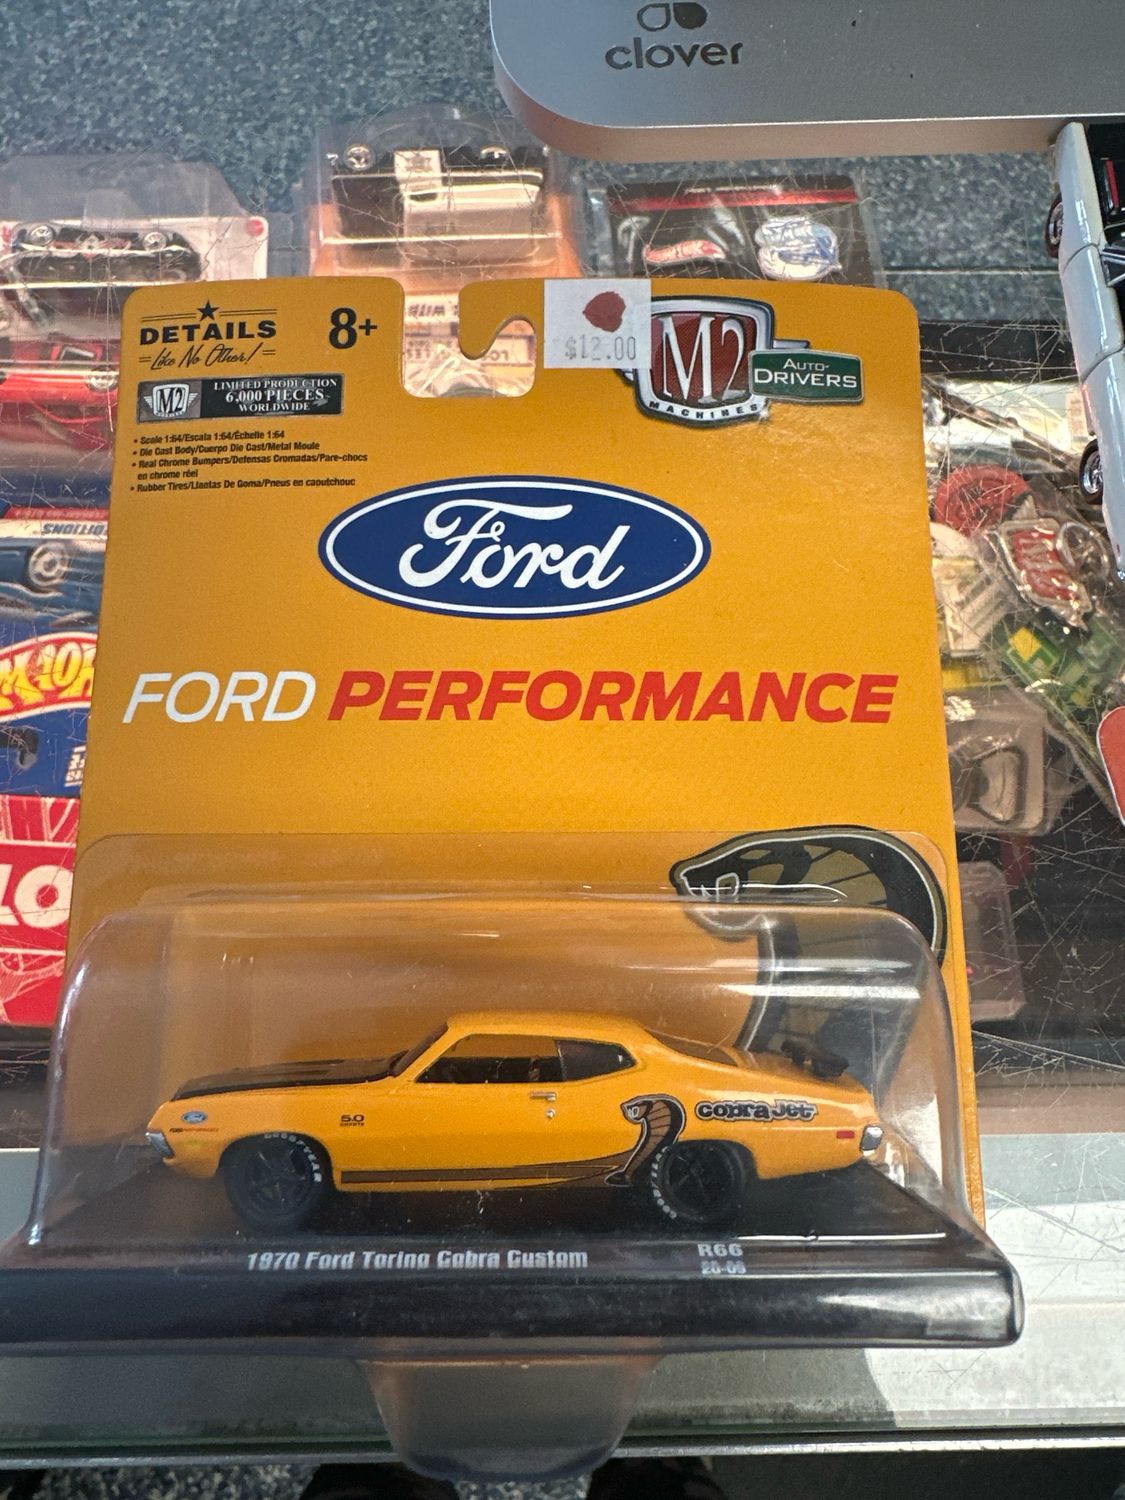 clover
DETAILS
Like No Other!
8+
$12.00
M2
MACHINES
AUTO-
DRIVERS
M2
LIMITED PRODUCTION
6,000 PIECES
WORLDWIDE
• Scale 1:64/Escala 1:64/Échelle 1:64
• Die Cast Body/Cuerpo Die Cast/Metal Moule
• Real Chrome Bumpers/Defensas Cromadas/Pare-chocs
en chrome réel
• Rubber Tires/Llantas De Goma/Pneus en caoutchouc
Ford
FORD PERFORMANCE
Ford
5.0
COYOTE
cobra Jet
GOODYEAR
1970 Ford Torino Cobra Custom
R66